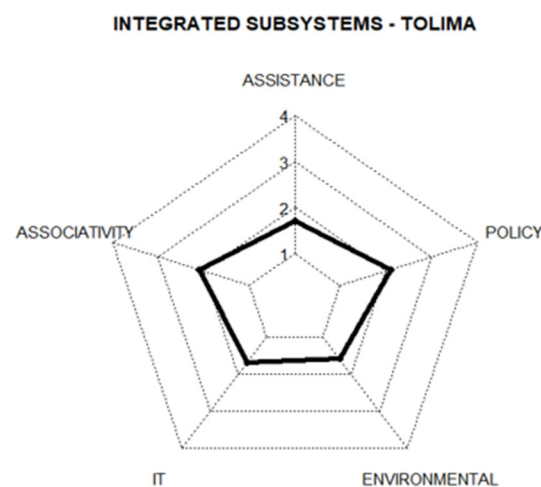 INTEGRATED SUBSYSTEMS - TOLIMA
ASSISTANCE
4
3
2
1
ASSOCIATIVITY
POLICY
IT
ENVIRONMENTAL